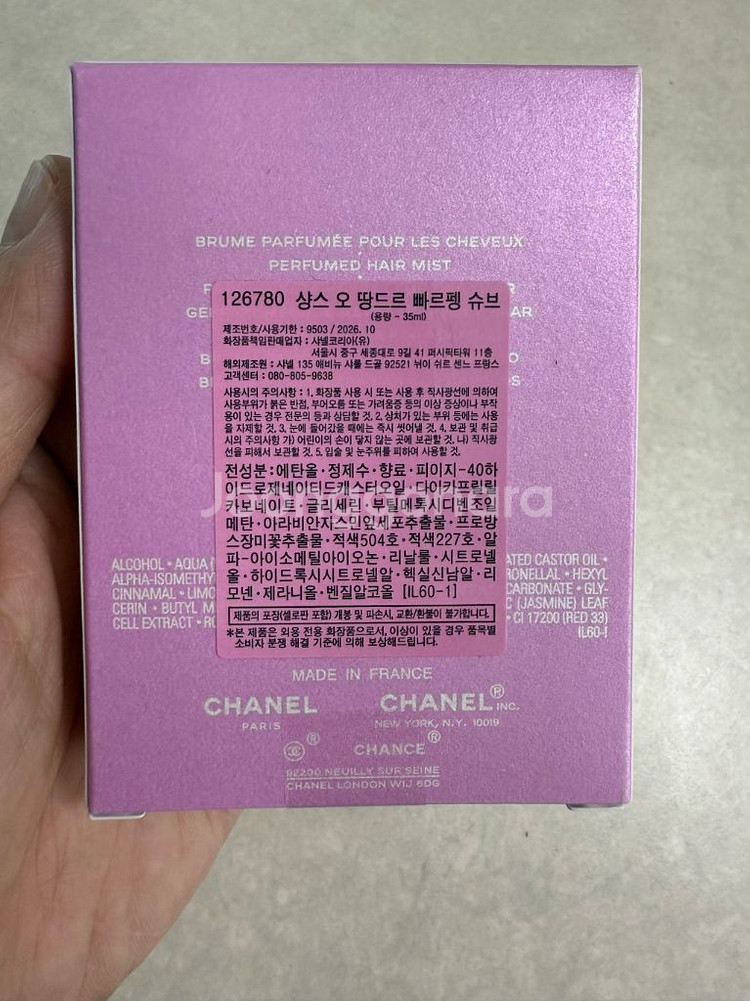 BRUME PARFUMÉE POUR LES CHEVEUX
PERFUMED HAIR MIST
126780 샹스 오 땅드르 빠르펭 슈브
(용량 - 35ml)
제조번호/사용기한 : 9503 / 2026. 10
화장품책임판매업자 : 샤넬코리아(유)
서울시 중구 세종대로 9길 41 퍼시픽타워 11층
해외제조원 : 샤넬 135 애비뉴 샤를 드골 92521 뉘이 쉬르 센느 프랑스
고객센터 : 080-805-9638
사용시의 주의사항 : 1. 화장품 사용 시 또는 사용 후 직사광선에 의하여
사용부위가 붉은 반점, 부어오름 또는 가려움증 등의 이상 증상이나 부작
용이 있는 경우 전문의 등과 상담할 것. 2. 상처가 있는 부위 등에는 사용
을 자제할 것. 3. 눈에 들어갔을 때에는 즉시 씻어낼 것. 4. 보관 및 취급
시의 주의사항 가) 어린이의 손이 닿지 않는 곳에 보관할 것. 나) 직사광
선을 피해서 보관할 것. 5. 입술 및 눈주위를 피하여 사용할 것.
전성분:에탄올·정제수·향료·피이지-40하
이드로제네이티드캐스터오일·다이카프릴릴
카보네이트·글리세린·부틸메톡시디벤조일
메탄·아라비안자스민잎세포추출물·프로방
스장미꽃추출물·적색504호·적색227호·알
파-아이소메틸아이오논·리날룰·시트로넬
올·하이드록시시트로넬알·헥실신남알·리
모넨·제라니올·벤질알코올 [IL60-1]
제품의 포장(셀로판 포함) 개봉 및 파손시, 교환/환불이 불가합니다.
*본 제품은 외용 전용 화장품으로서, 이상이 있을 경우 품목별
소비자 분쟁 해결 기준에 의해 보상해드립니다.
ALCOHOL • AQUA ATED CASTOR OIL •
ALPHA-ISOMETHY RONELLAL • HEXYL
CINNAMAL • LIMO CARBONATE • GLY-
CERIN • BUTYL M (JASMINE) LEAF
CELL EXTRACT • RO • CI 17200 (RED 33)
IL60-1
MADE IN FRANCE
CHANEL CHANEL® INC.
PARIS NEW YORK, N.Y. 10019
® CHANCE ®
92200 NEUILLY SUR SEINE
CHANEL LONDON W1J 6DG